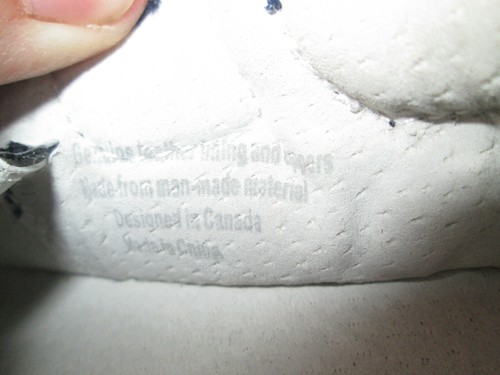 Genuine leather lining and uppers
Made from man-made material
Designed in Canada
Made in China